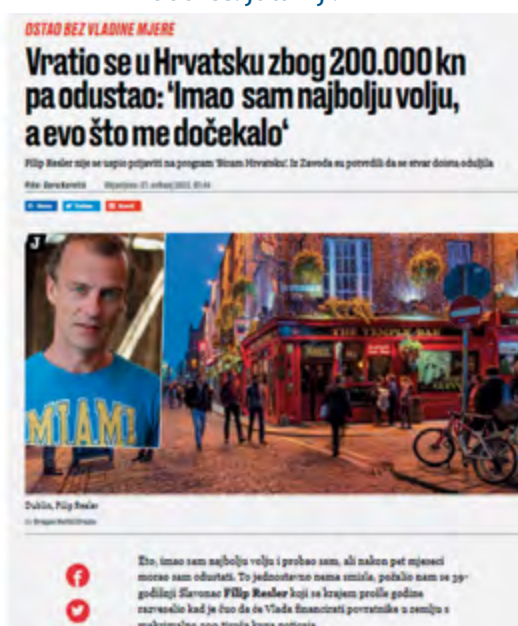 OSTAO BEZ VLADINE MJERE
Vratio se u Hrvatsku zbog 200.000 kn
pa odustao: ‘Imao sam najbolju volju,
a evo što me dočekalo‘
Filip Resler nije se uspio prijaviti na program 'Biram Hrvatsku'. Iz Zavoda su potvrdili da se stvar doista oduljila
J
THE TEMPLE BAR
MIAMI
Dublin, Filip Resler
Eto, imao sam najbolju volju i probao sam, ali nakon pet mjeseci
morao sam odustati. To jednostavno nema smisla, požalio nam se 39-
godišnji Slavonac Filip Resler koji se krajem prošle godine
razveselio kad je čuo da će Vlada financirati povratnike u zemlju s